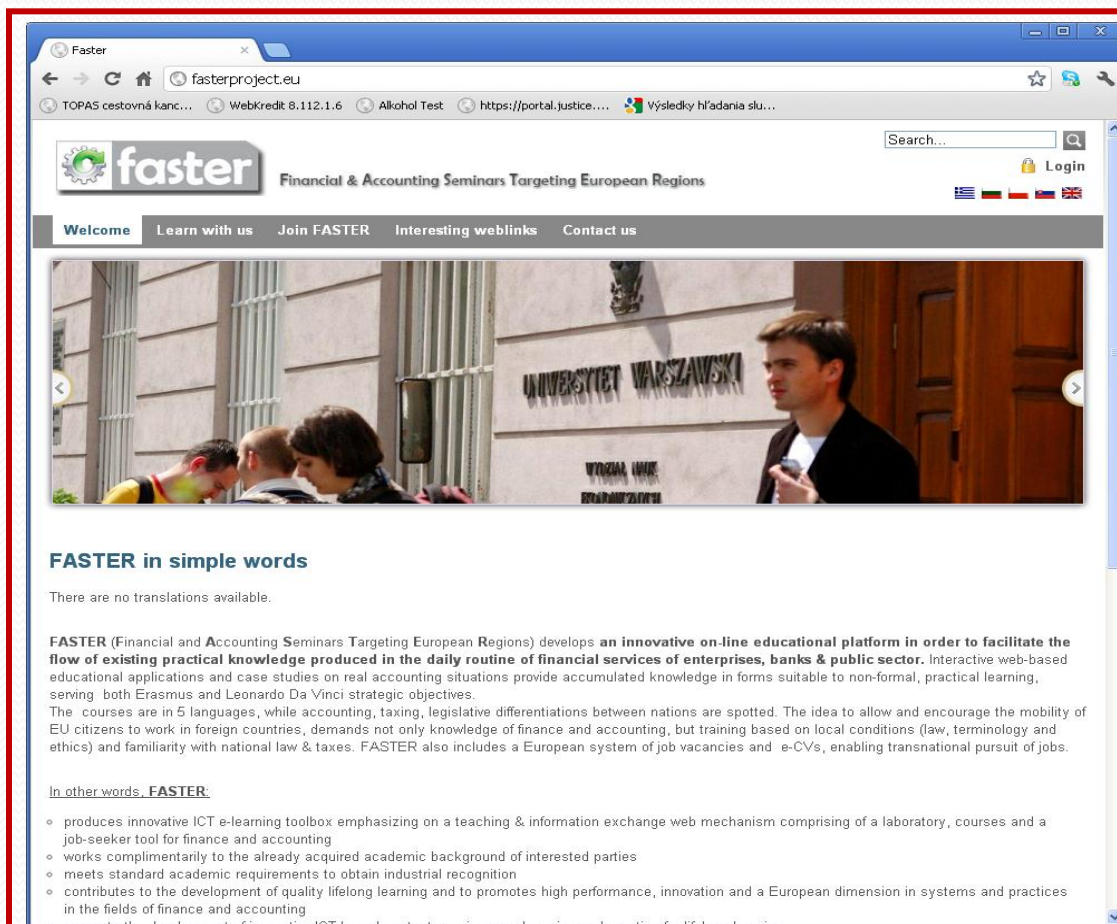 Faster
fasterproject.eu
TOPAS cestovná kanc...
WebKredit 8.112.1.6
Alkohol Test
https://portal.justice....
Výsledky hľadania slu...
Search...
faster
Financial & Accounting Seminars Targeting European Regions
Login
Welcome
Learn with us
Join FASTER
Interesting weblinks
Contact us
UNIWERSYTET WARSZAWSKI
WYDZIAŁ NAUK
EKONOMICZNYCH
FASTER in simple words
There are no translations available.
FASTER (Financial and Accounting Seminars Targeting European Regions) develops an innovative on-line educational platform in order to facilitate the
flow of existing practical knowledge produced in the daily routine of financial services of enterprises, banks & public sector. Interactive web-based
educational applications and case studies on real accounting situations provide accumulated knowledge in forms suitable to non-formal, practical learning,
serving both Erasmus and Leonardo Da Vinci strategic objectives.
The courses are in 5 languages, while accounting, taxing, legislative differentiations between nations are spotted. The idea to allow and encourage the mobility of
EU citizens to work in foreign countries, demands not only knowledge of finance and accounting, but training based on local conditions (law, terminology and
ethics) and familiarity with national law & taxes. FASTER also includes a European system of job vacancies and e-CVs, enabling transnational pursuit of jobs.
In other words, FASTER:
produces innovative ICT e-learning toolbox emphasizing on a teaching & information exchange web mechanism comprising of a laboratory, courses and a
job-seeker tool for finance and accounting
works complimentarily to the already acquired academic background of interested parties
meets standard academic requirements to obtain industrial recognition
contributes to the development of quality lifelong learning and to promotes high performance, innovation and a European dimension in systems and practices
in the fields of finance and accounting